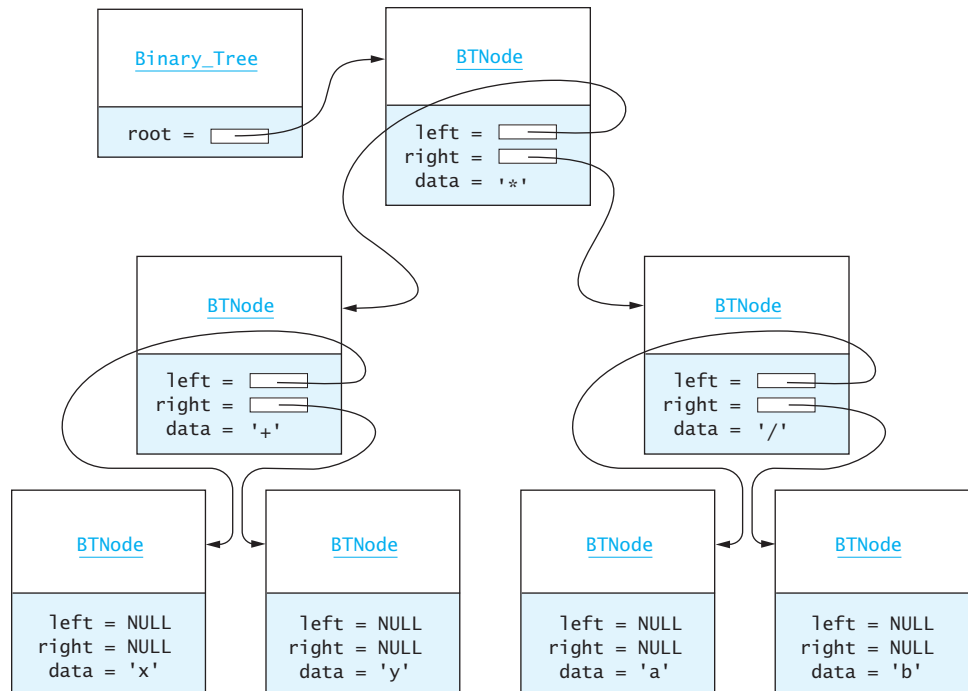 Binary_Tree
root =
BTNode
left =
right =
data = '*'
BTNode
left =
right =
data = '+'
BTNode
left =
right =
data = '/'
BTNode
left = NULL
right = NULL
data = 'x'
BTNode
left = NULL
right = NULL
data = 'y'
BTNode
left = NULL
right = NULL
data = 'a'
BTNode
left = NULL
right = NULL
data = 'b'